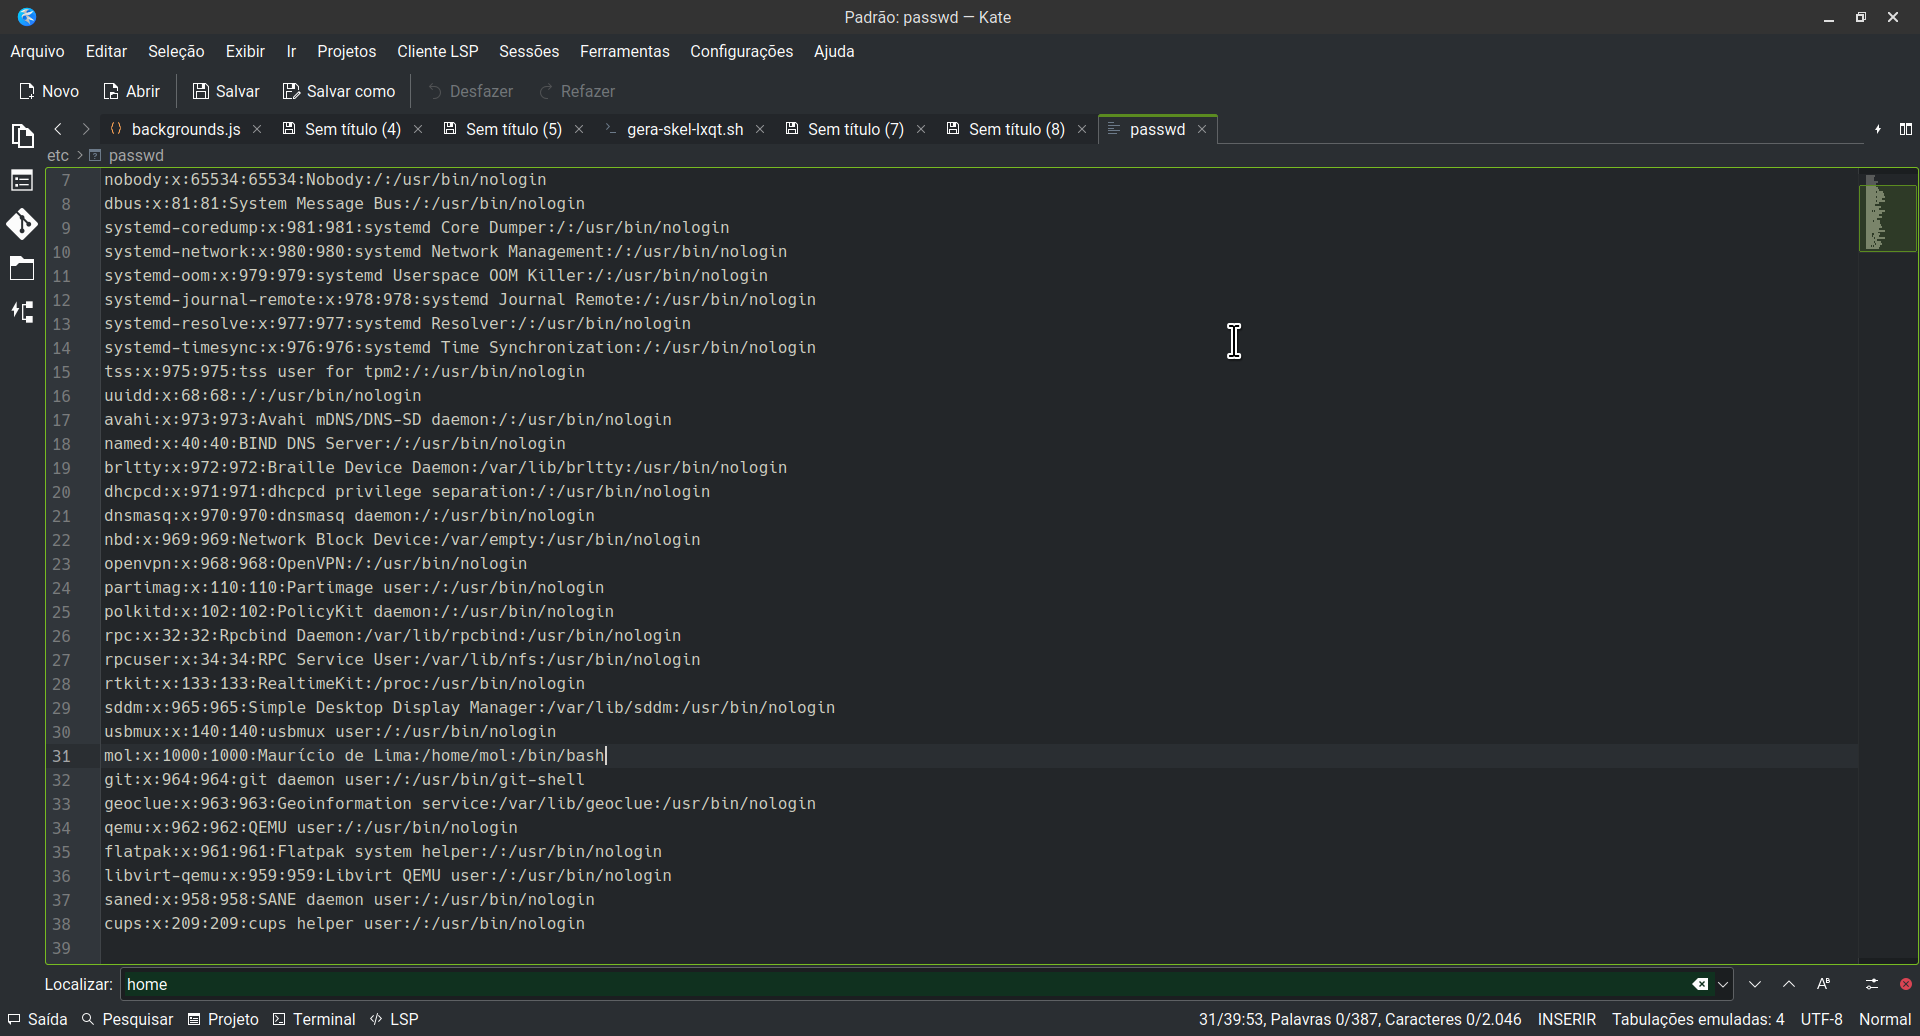 Padrão: passwd — Kate
Arquivo Editar Seleção Exibir Ir Projetos Cliente LSP Sessões Ferramentas Configurações Ajuda
Novo Abrir Salvar Salvar como Desfazer Refazer
backgrounds.js Sem título (4) Sem título (5) gera-skel-lxqt.sh Sem título (7) Sem título (8) passwd
etc > passwd
7 nobody:x:65534:65534:Nobody:/:/usr/bin/nologin
8 dbus:x:81:81:System Message Bus:/:/usr/bin/nologin
9 systemd-coredump:x:981:981:systemd Core Dumper:/:/usr/bin/nologin
10 systemd-network:x:980:980:systemd Network Management:/:/usr/bin/nologin
11 systemd-oom:x:979:979:systemd Userspace OOM Killer:/:/usr/bin/nologin
12 systemd-journal-remote:x:978:978:systemd Journal Remote:/:/usr/bin/nologin
13 systemd-resolve:x:977:977:systemd Resolver:/:/usr/bin/nologin
14 systemd-timesync:x:976:976:systemd Time Synchronization:/:/usr/bin/nologin
15 tss:x:975:975:tss user for tpm2:/:/usr/bin/nologin
16 uuidd:x:68:68::/:/usr/bin/nologin
17 avahi:x:973:973:Avahi mDNS/DNS-SD daemon:/:/usr/bin/nologin
18 named:x:40:40:BIND DNS Server:/:/usr/bin/nologin
19 brltty:x:972:972:Braille Device Daemon:/var/lib/brltty:/usr/bin/nologin
20 dhcpcd:x:971:971:dhcpcd privilege separation:/:/usr/bin/nologin
21 dnsmasq:x:970:970:dnsmasq daemon:/:/usr/bin/nologin
22 nbd:x:969:969:Network Block Device:/var/empty:/usr/bin/nologin
23 openvpn:x:968:968:OpenVPN:/:/usr/bin/nologin
24 partimag:x:110:110:Partimage user:/:/usr/bin/nologin
25 polkitd:x:102:102:PolicyKit daemon:/:/usr/bin/nologin
26 rpc:x:32:32:Rpcbind Daemon:/var/lib/rpcbind:/usr/bin/nologin
27 rpcuser:x:34:34:RPC Service User:/var/lib/nfs:/usr/bin/nologin
28 rtkit:x:133:133:RealtimeKit:/proc:/usr/bin/nologin
29 sddm:x:965:965:Simple Desktop Display Manager:/var/lib/sddm:/usr/bin/nologin
30 usbmux:x:140:140:usbmux user:/:/usr/bin/nologin
31 mol:x:1000:1000:Maurício de Lima:/home/mol:/bin/bash
32 git:x:964:964:git daemon user:/:/usr/bin/git-shell
33 geoclue:x:963:963:Geoinformation service:/var/lib/geoclue:/usr/bin/nologin
34 qemu:x:962:962:QEMU user:/:/usr/bin/nologin
35 flatpak:x:961:961:Flatpak system helper:/:/usr/bin/nologin
36 libvirt-qemu:x:959:959:Libvirt QEMU user:/:/usr/bin/nologin
37 saned:x:958:958:SANE daemon user:/:/usr/bin/nologin
38 cups:x:209:209:cups helper user:/:/usr/bin/nologin
39
Localizar: home
Saída Pesquisar Projeto Terminal LSP 31/39:53, Palavras 0/387, Caracteres 0/2.046 INSERIR Tabulações emuladas: 4 UTF-8 Normal